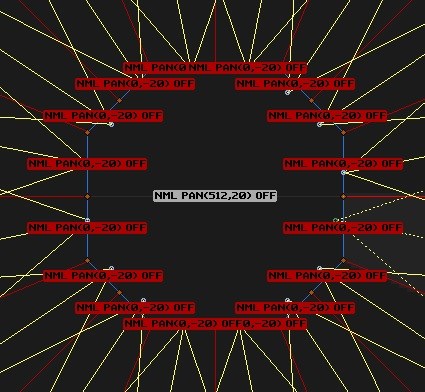 NML PAN(0 NML PAN(0,-20) OFF
NML PAN(0,-20) OFF NML PAN(0,-20) OFF
NML PAN(0,-20) OFF NML PAN(0,-20) OFF
NML PAN(0,-20) OFF NML PAN(0,-20) OFF
NML PAN(512,20) OFF
NML PAN(0,-20) OFF NML PAN(0,-20) OFF
NML PAN(0,-20) OFF NML PAN(0,-20) OFF
NML PAN(0,-20) OFF NML PAN(0,-20) OFF
NML PAN(0,-20) OFF 0,-20) OFF